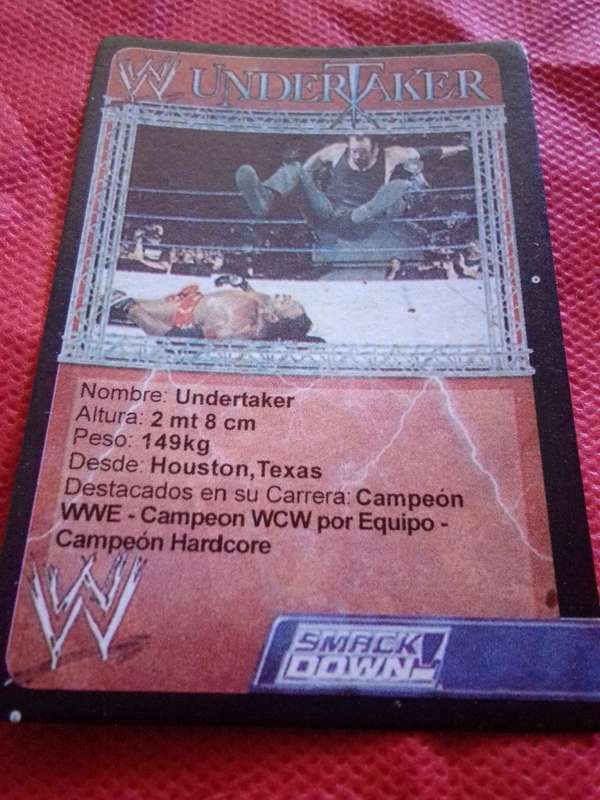 W UNDERTAKER
Nombre: Undertaker
Altura: 2 mt 8 cm
Peso: 149kg
Desde: Houston,Texas
Destacados en su Carrera: Campeón
WWE - Campeon WCW por Equipo -
Campeón Hardcore
W
SMACK
DOWN!